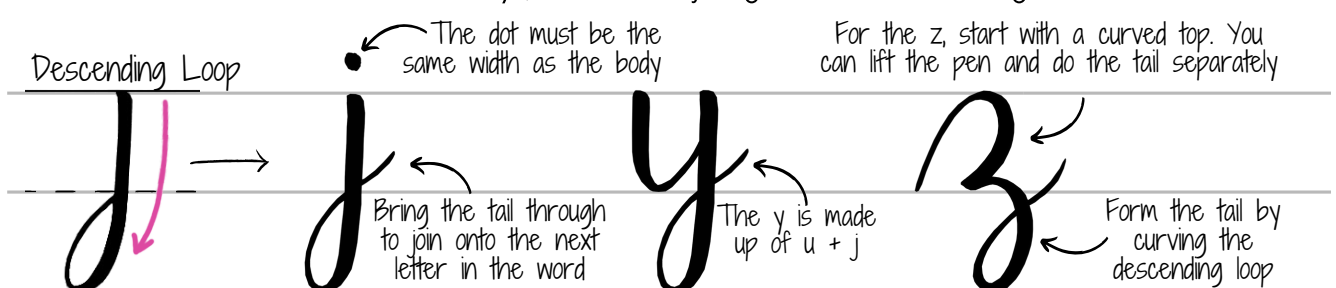 The dot must be the
same width as the body
For the z, start with a curved top. You
can lift the pen and do the tail separately
Descending Loop
j
y
z
Bring the tail through
to join onto the next
letter in the word
The y is made
up of u + j
Form the tail by
curving the
descending loop